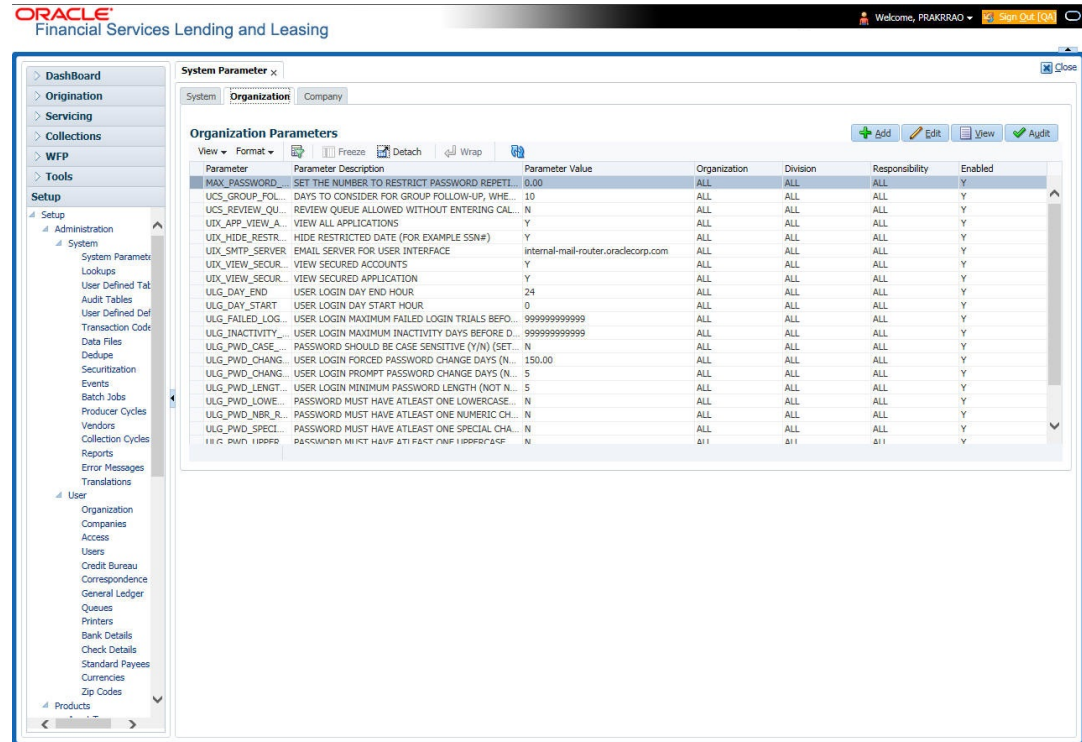 ORACLE
Financial Services Lending and Leasing
Welcome, PRAKRRAO
Sign Out [QA]
DashBoard
Origination
Servicing
Collections
WFP
Tools
Setup
Setup
Administration
System
System Paramete
Lookups
User Defined Tab
Audit Tables
User Defined Def
Transaction Code
Data Files
Dedupe
Securitization
Events
Batch Jobs
Producer Cycles
Vendors
Collection Cycles
Reports
Error Messages
Translations
User
Organization
Companies
Access
Users
Credit Bureau
Correspondence
General Ledger
Queues
Printers
Bank Details
Check Details
Standard Payees
Currencies
Zip Codes
Products
System Parameter x
Close
System Organization Company
Organization Parameters
Add Edit View Audit
View Format Freeze Detach Wrap
Parameter Parameter Description Parameter Value Organization Division Responsibility Enabled
MAX_PASSWORD_... SET THE NUMBER TO RESTRICT PASSWORD REPETI... 0.00 ALL ALL ALL Y
UCS_GROUP_FOL... DAYS TO CONSIDER FOR GROUP FOLLOW-UP, WHE... 10 ALL ALL ALL Y
UCS_REVIEW_QU... REVIEW QUEUE ALLOWED WITHOUT ENTERING CAL... N ALL ALL ALL Y
UIX_APP_VIEW_A... VIEW ALL APPLICATIONS Y ALL ALL ALL Y
UIX_HIDE_RESTR... HIDE RESTRICTED DATE (FOR EXAMPLE SSN#) Y ALL ALL ALL Y
UIX_SMTP_SERVER EMAIL SERVER FOR USER INTERFACE internal-mail-router.oraclecorp.com ALL ALL ALL Y
UIX_VIEW_SECUR... VIEW SECURED ACCOUNTS Y ALL ALL ALL Y
UIX_VIEW_SECUR... VIEW SECURED APPLICATION Y ALL ALL ALL Y
ULG_DAY_END USER LOGIN DAY END HOUR 24 ALL ALL ALL Y
ULG_DAY_START USER LOGIN DAY START HOUR 0 ALL ALL ALL Y
ULG_FAILED_LOG... USER LOGIN MAXIMUM FAILED LOGIN TRIALS BEFO... 999999999999 ALL ALL ALL Y
ULG_INACTIVITY_... USER LOGIN MAXIMUM INACTIVITY DAYS BEFORE D... 999999999999 ALL ALL ALL Y
ULG_PWD_CASE_... PASSWORD SHOULD BE CASE SENSITIVE (Y/N) (SET... N ALL ALL ALL Y
ULG_PWD_CHANG... USER LOGIN FORCED PASSWORD CHANGE DAYS (N... 150.00 ALL ALL ALL Y
ULG_PWD_CHANG... USER LOGIN PROMPT PASSWORD CHANGE DAYS (N... 5 ALL ALL ALL Y
ULG_PWD_LENGT... USER LOGIN MINIMUM PASSWORD LENGTH (NOT N... 5 ALL ALL ALL Y
ULG_PWD_LOWE... PASSWORD MUST HAVE ATLEAST ONE LOWERCASE... N ALL ALL ALL Y
ULG_PWD_NBR_R... PASSWORD MUST HAVE ATLEAST ONE NUMERIC CH... N ALL ALL ALL Y
ULG_PWD_SPECI... PASSWORD MUST HAVE ATLEAST ONE SPECIAL CHA... N ALL ALL ALL Y
ULG_PWD_UPPER... PASSWORD MUST HAVE ATLEAST ONE UPPERCASE... N ALL ALL ALL Y